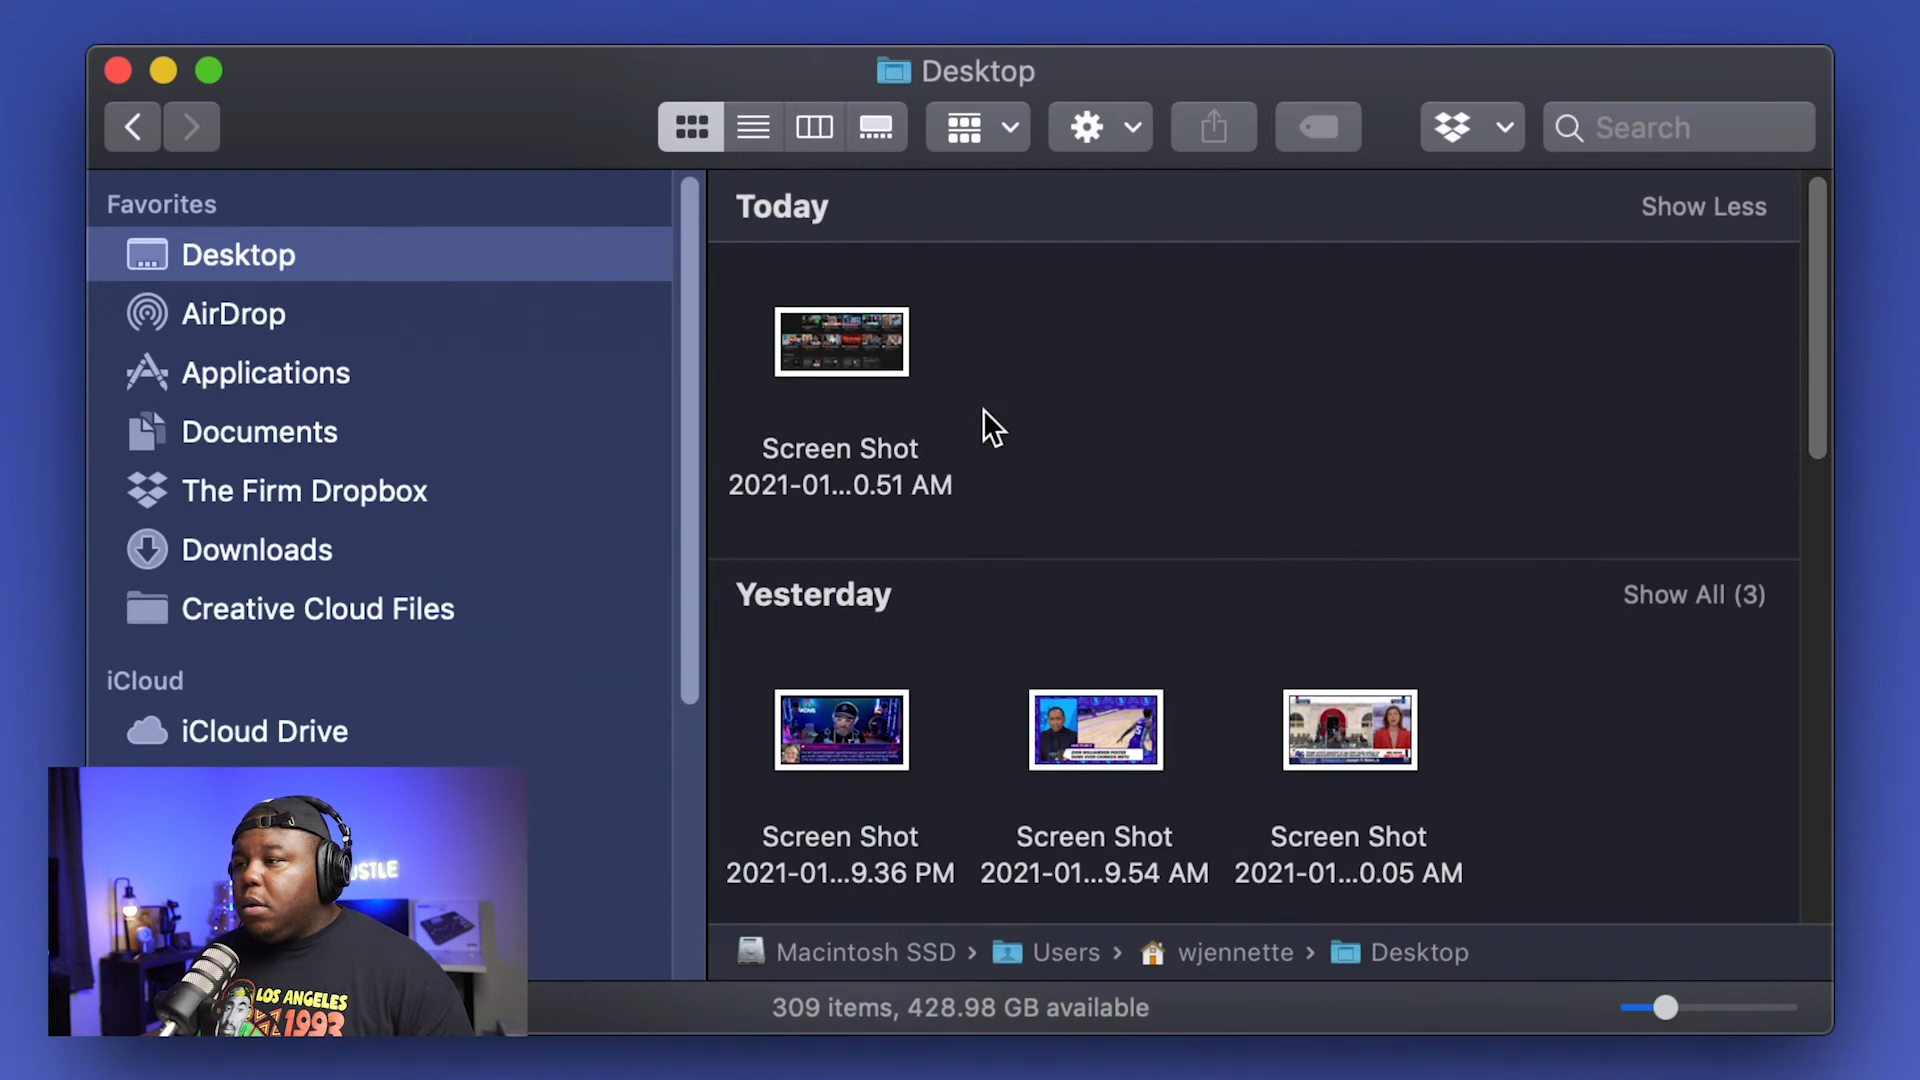 Desktop
Search
Favorites
Desktop
AirDrop
Applications
Documents
The Firm Dropbox
Downloads
Creative Cloud Files
iCloud
iCloud Drive
Today
Show Less
Screen Shot
2021-01...0.51 AM
Yesterday
Show All (3)
Screen Shot
2021-01...9.36 PM
Screen Shot
2021-01...9.54 AM
Screen Shot
2021-01...0.05 AM
Macintosh SSD › Users › wjennette › Desktop
309 items, 428.98 GB available
USTLE
LOS ANGELES
1993